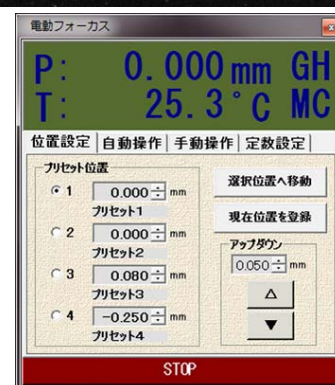 電動フォーカス
P: 0.000 mm GH
T: 25.3°C MC
位置設定 自動操作 手動操作 定数設定
プリセット位置
1 0.000 mm
プリセット1
2 0.000 mm
プリセット2
3 0.080 mm
プリセット3
4 -0.250 mm
プリセット4
選択位置へ移動
現在位置を登録
アップダウン
0.050 mm
△
▼
STOP